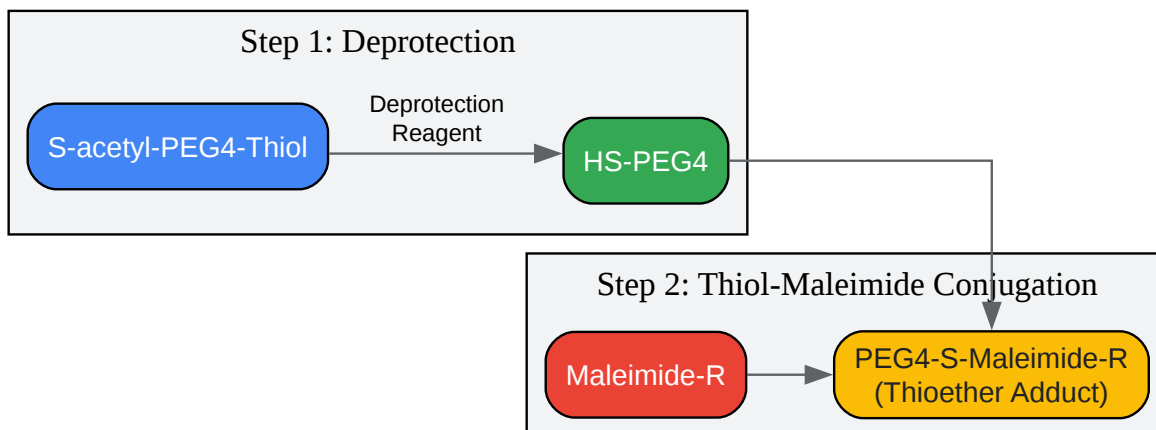 Step 1: Deprotection
S-acetyl-PEG4-Thiol
Deprotection
Reagent
HS-PEG4
Step 2: Thiol-Maleimide Conjugation
Maleimide-R
PEG4-S-Maleimide-R
(Thioether Adduct)